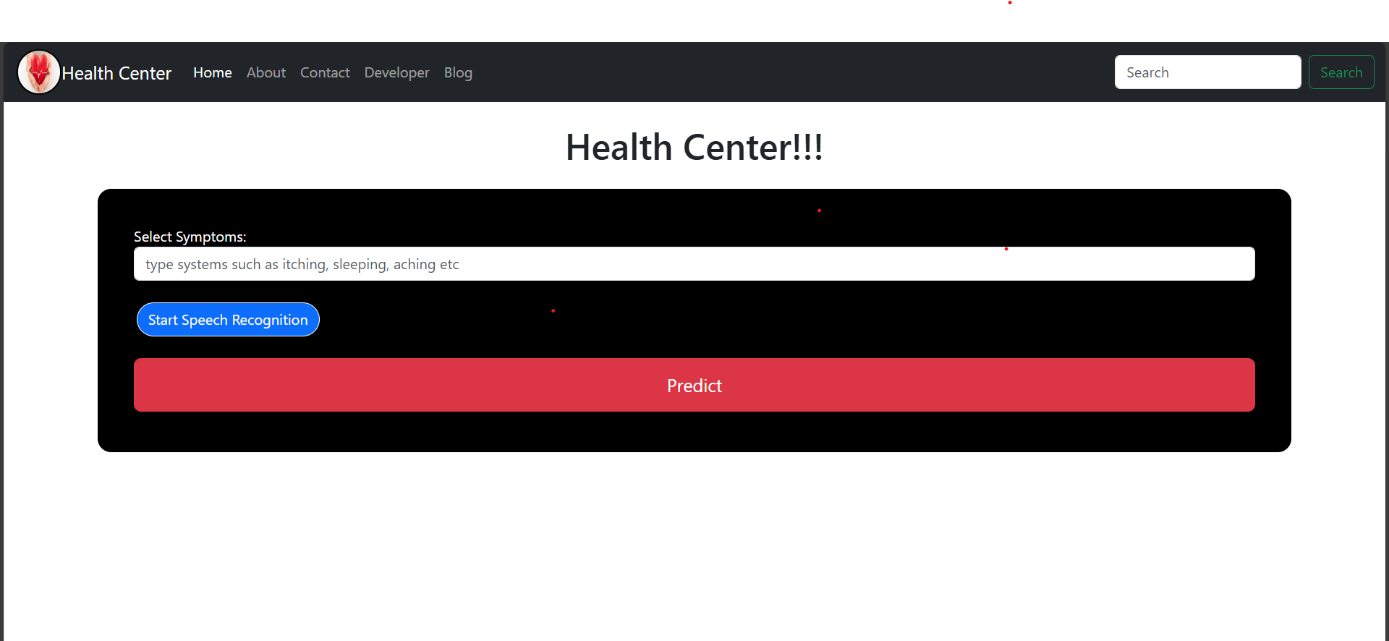 Health Center Home About Contact Developer Blog Search Search
Health Center!!!
Select Symptoms:
type systems such as itching, sleeping, aching etc
Start Speech Recognition
Predict